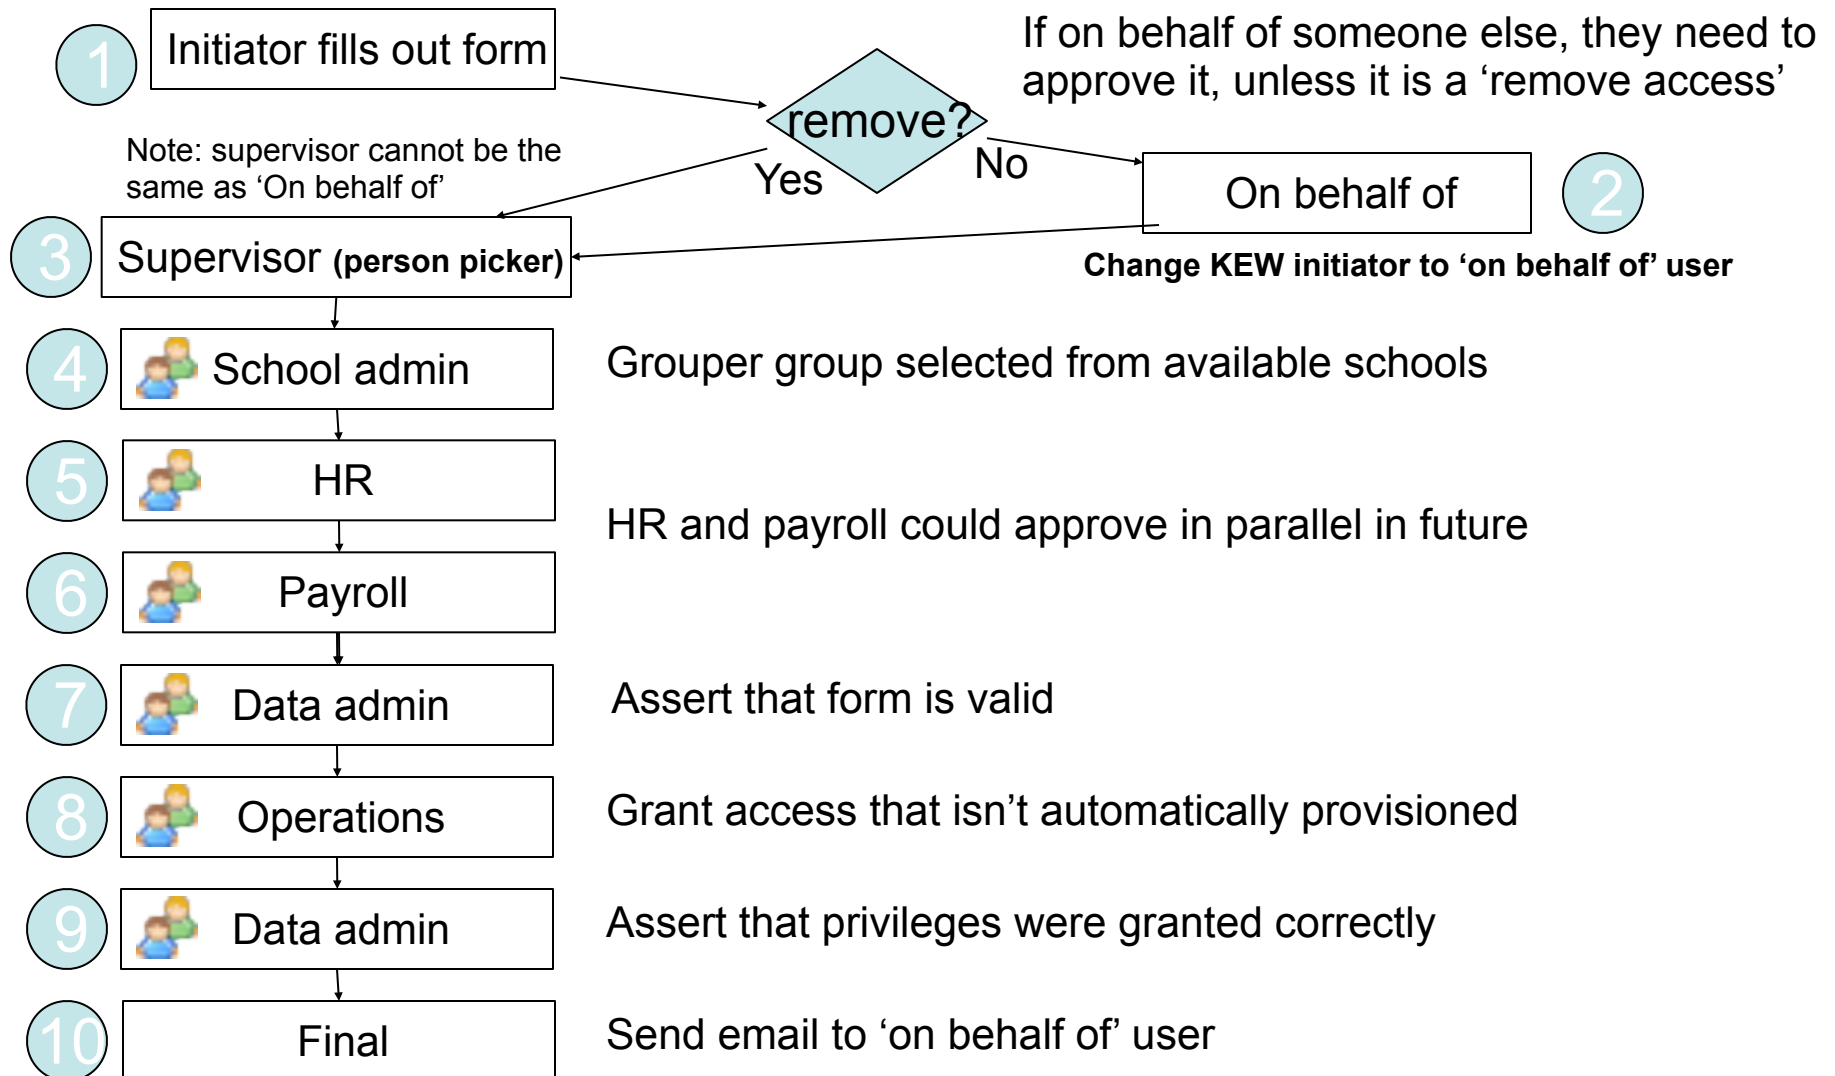 1
Initiator fills out form
remove?
If on behalf of someone else, they need to
approve it, unless it is a ‘remove access’
Note: supervisor cannot be the
same as ‘On behalf of’
Yes
No
On behalf of
2
Change KEW initiator to ‘on behalf of’ user
3
Supervisor (person picker)
4
School admin
Grouper group selected from available schools
5
HR
HR and payroll could approve in parallel in future
6
Payroll
7
Data admin
Assert that form is valid
8
Operations
Grant access that isn’t automatically provisioned
9
Data admin
Assert that privileges were granted correctly
10
Final
Send email to ‘on behalf of’ user